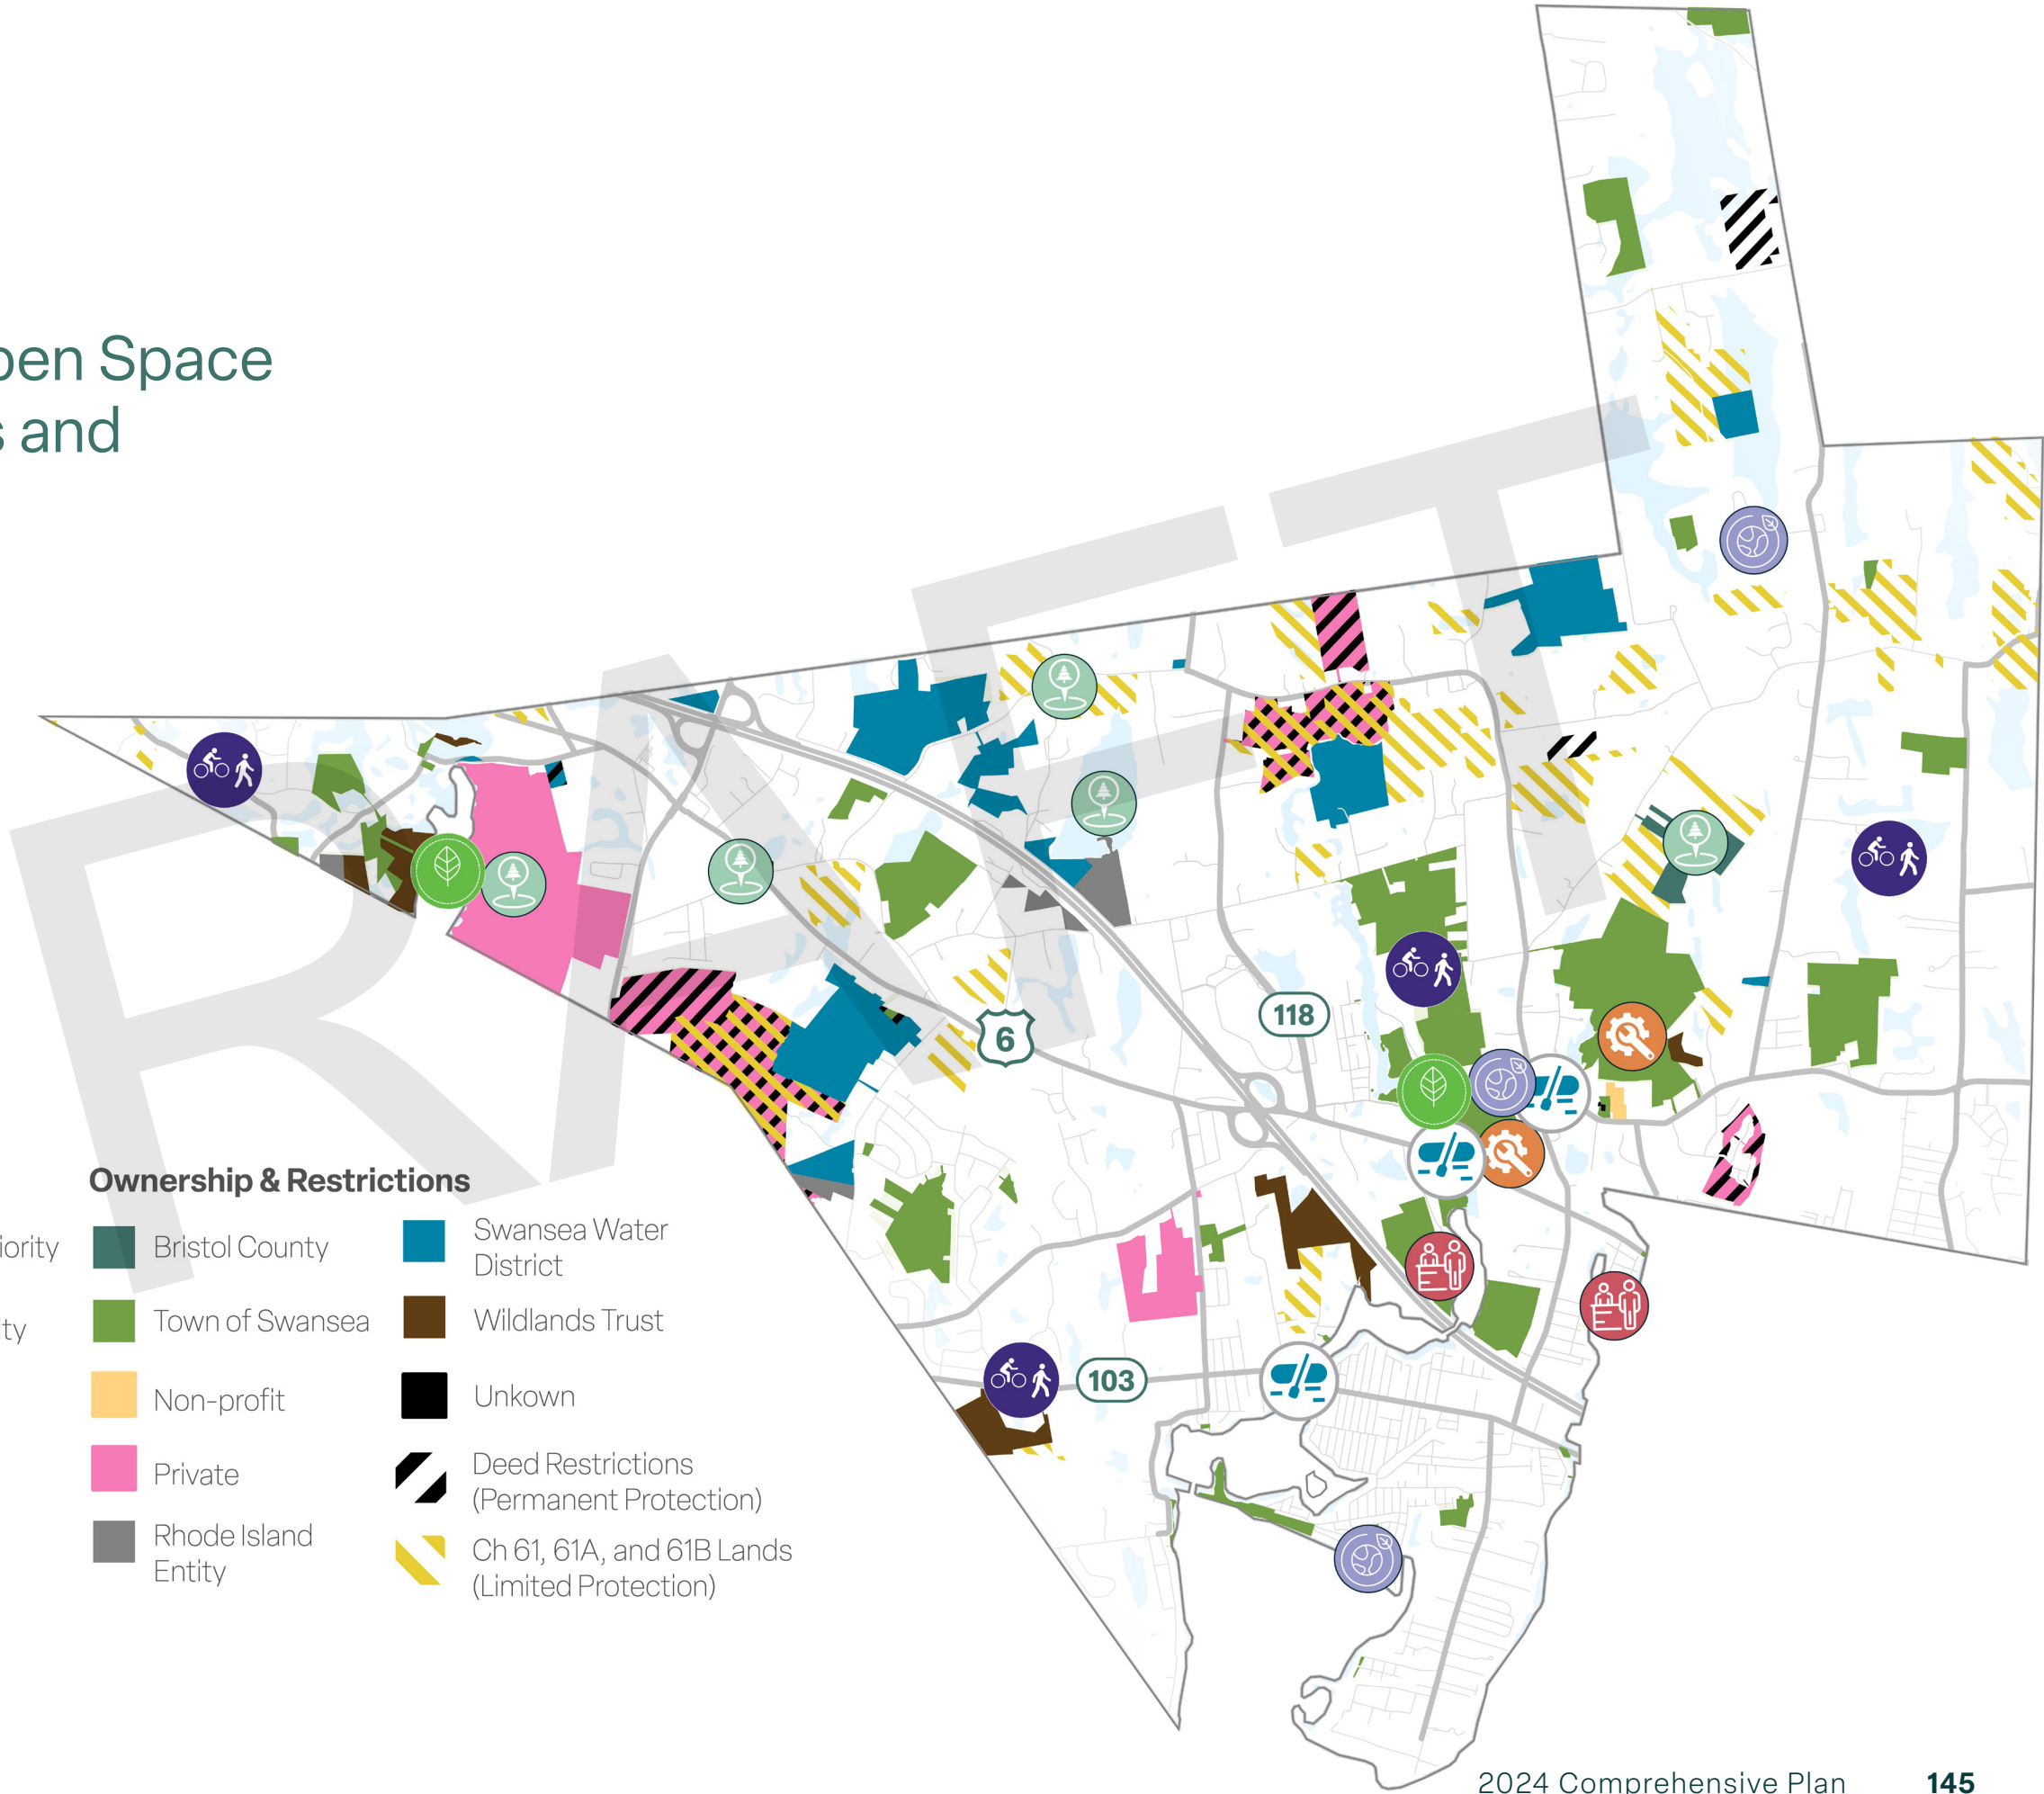 pen Space
s and
6
118
103
Ownership & Restrictions
iority
ity
Bristol County
Town of Swansea
Non-profit
Private
Rhode Island
Entity
Swansea Water
District
Wildlands Trust
Unkown
Deed Restrictions
(Permanent Protection)
Ch 61, 61A, and 61B Lands
(Limited Protection)
RAFT
2024 Comprehensive Plan 145